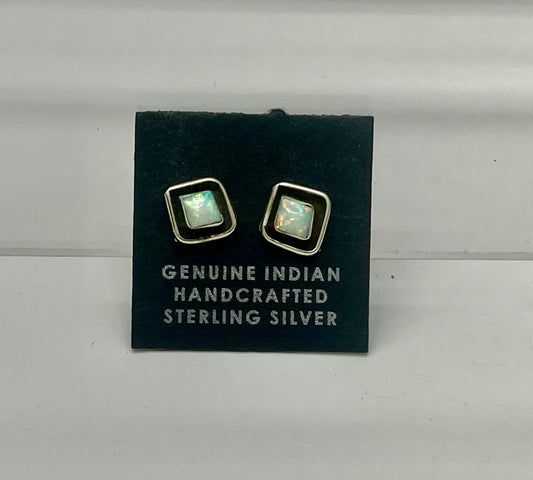 GENUINE INDIAN
HANDCRAFTED
STERLING SILVER